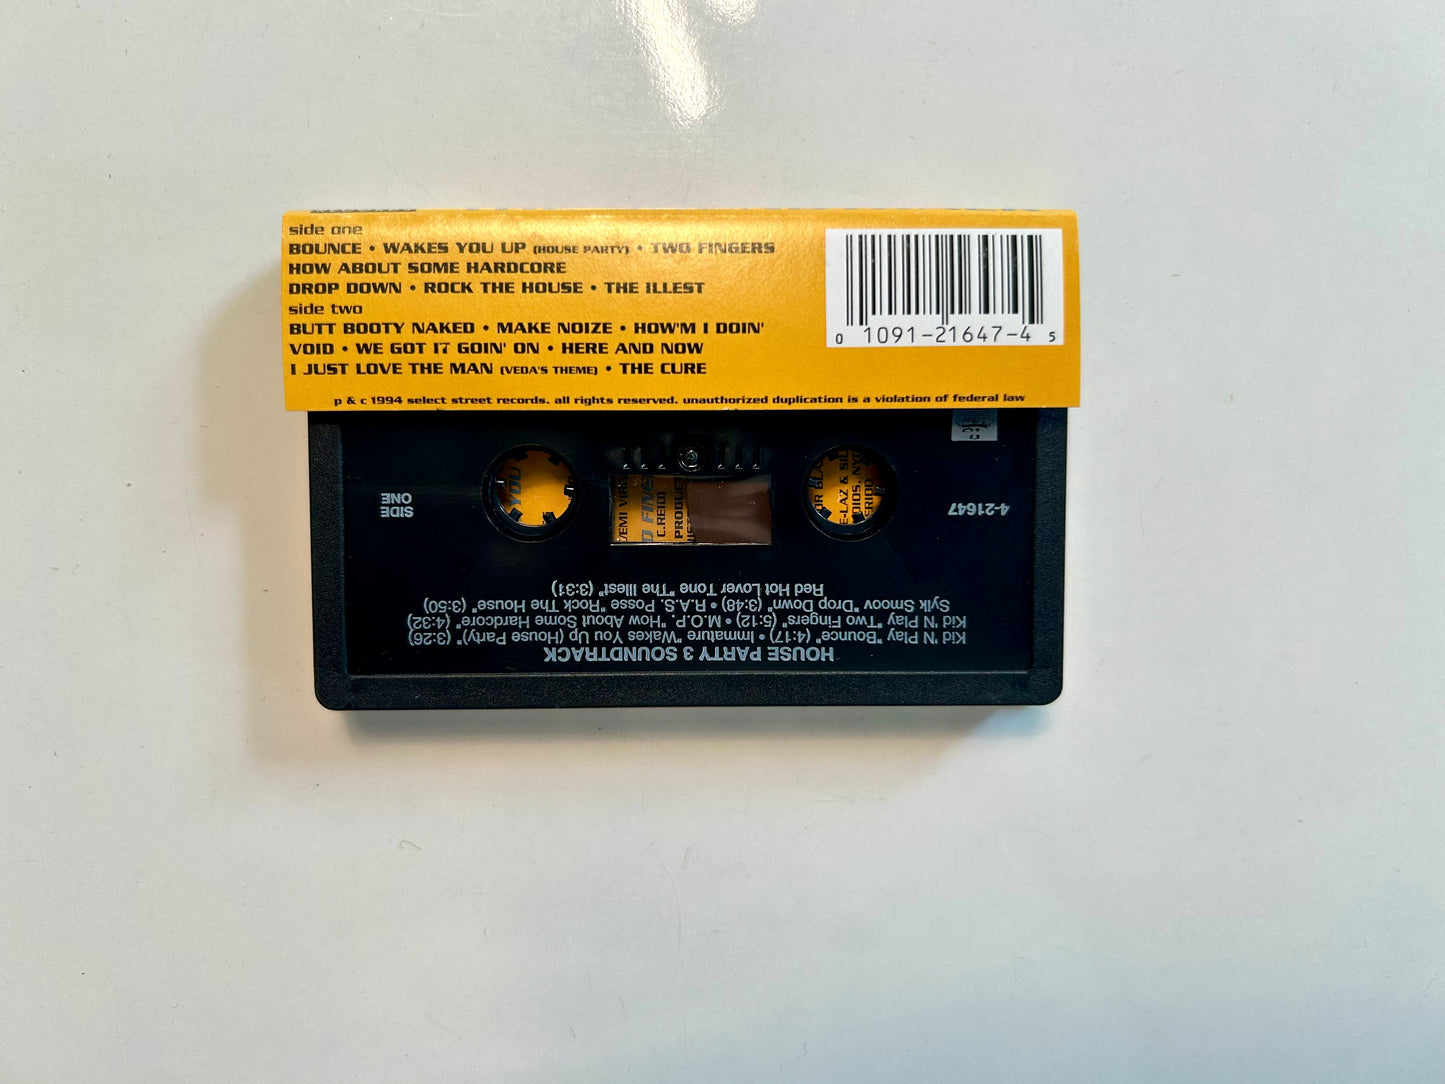 side one
BOUNCE • WAKES YOU UP (HOUSE PARTY) • TWO FINGERS
HOW ABOUT SOME HARDCORE
DROP DOWN • ROCK THE HOUSE • THE ILLEST
side two
BUTT BOOTY NAKED • MAKE NOIZE • HOW'M I DOIN'
VOID • WE GOT IT GOIN' ON • HERE AND NOW
I JUST LOVE THE MAN (VEDA'S THEME) • THE CURE
p & c 1994 select street records. all rights reserved. unauthorized duplication is a violation of federal law
0 1091-21647-4 5
HOUSE PARTY 3 SOUNDTRACK
Kid 'N' Play "Bounce" (4:17) • Immature "Wakes You Up (House Party)" (3:26)
Kid 'N' Play "Two Fingers" (5:12) • M.O.P. "How About Some Hardcore" (4:32)
Sylk Smoov "Drop Down" (3:48) • R.A.S. Posse "Rock The House" (3:50)
Red Hot Lover Tone "The Illest" (3:31)
4-21647
SIDE
ONE
YOU
C.REID)
PRODUCT
E-LAZ & SIL